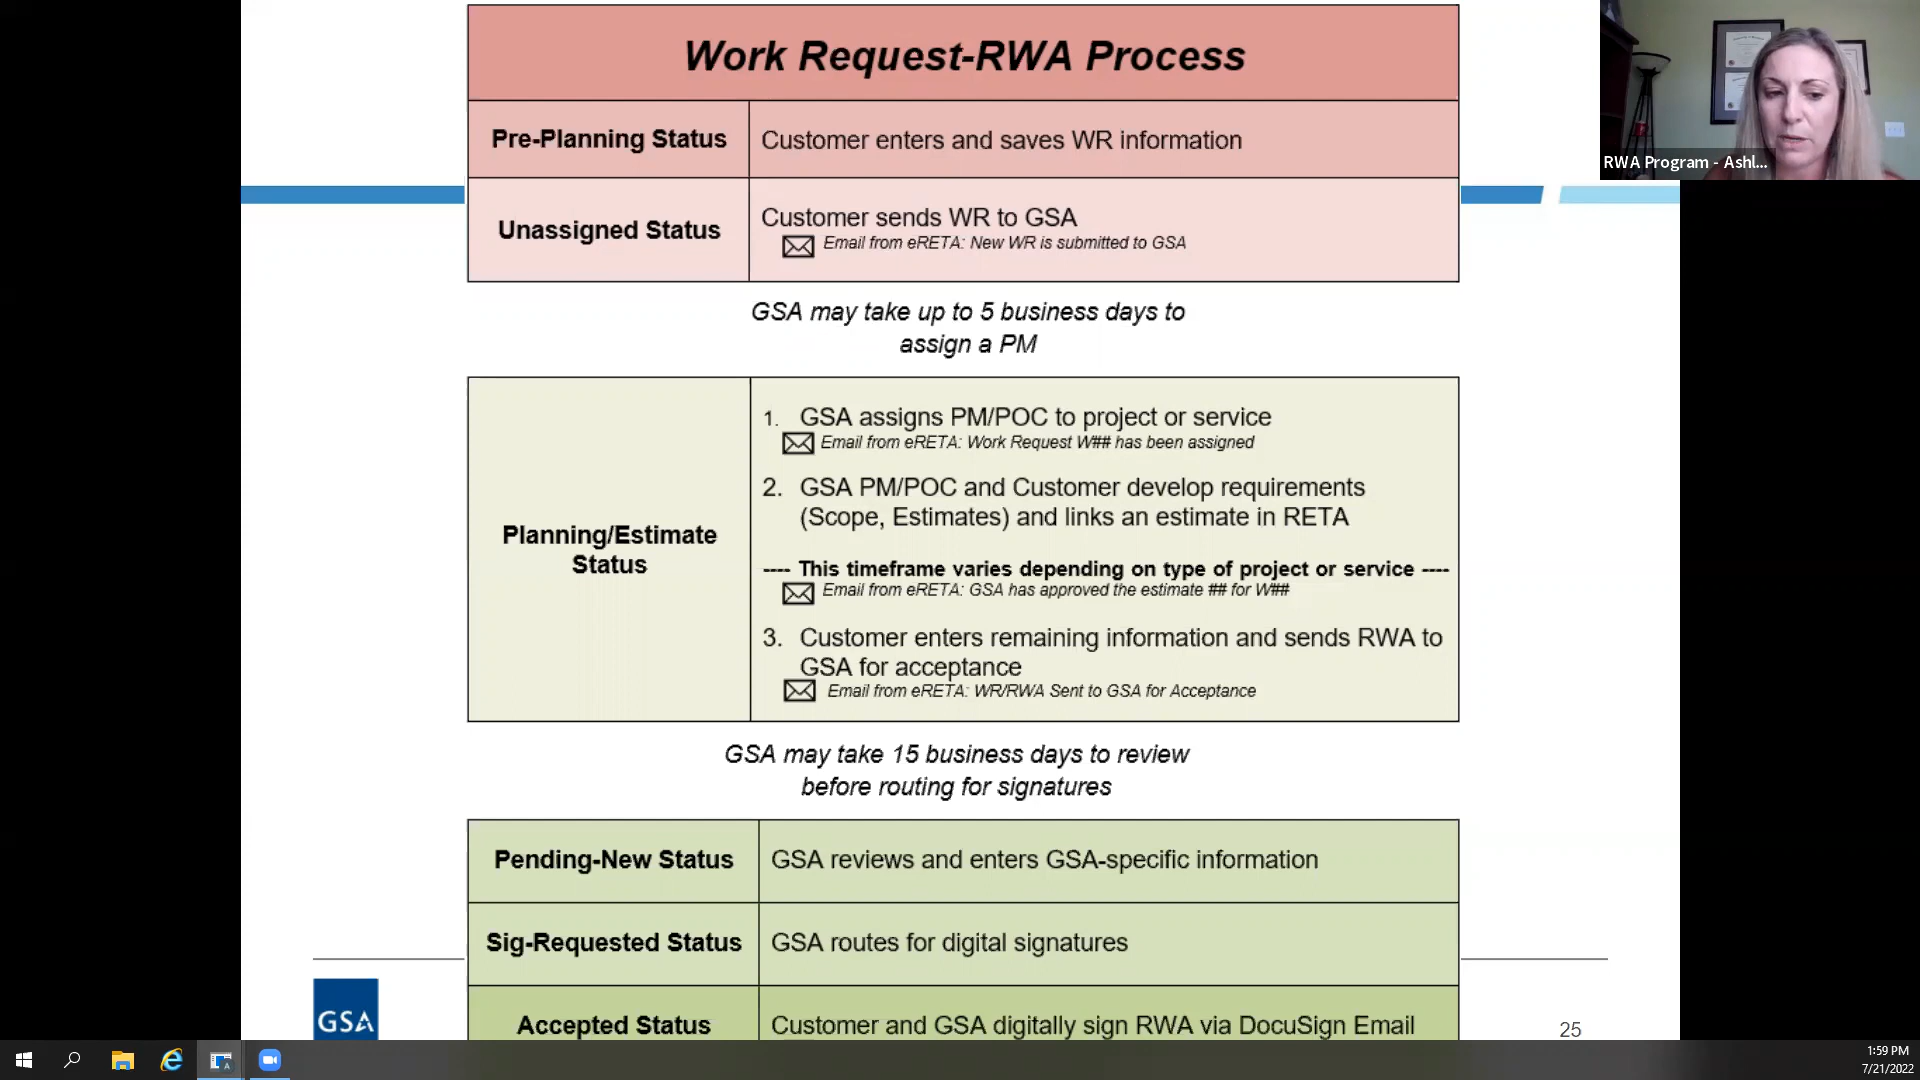 Work Request-RWA Process
Pre-Planning Status
Customer enters and saves WR information
Unassigned Status
Customer sends WR to GSA
Email from eRETA: New WR is submitted to GSA
GSA may take up to 5 business days to
assign a PM
Planning/Estimate
Status
1. GSA assigns PM/POC to project or service
Email from eRETA: Work Request W## has been assigned
2. GSA PM/POC and Customer develop requirements
(Scope, Estimates) and links an estimate in RETA
---- This timeframe varies depending on type of project or service ----
Email from eRETA: GSA has approved the estimate ## for W##
3. Customer enters remaining information and sends RWA to
GSA for acceptance
Email from eRETA: WR/RWA Sent to GSA for Acceptance
GSA may take 15 business days to review
before routing for signatures
Pending-New Status
GSA reviews and enters GSA-specific information
Sig-Requested Status
GSA routes for digital signatures
Accepted Status
Customer and GSA digitally sign RWA via DocuSign Email
GSA
25
RWA Program - Ashl...
1:59 PM
7/21/2022